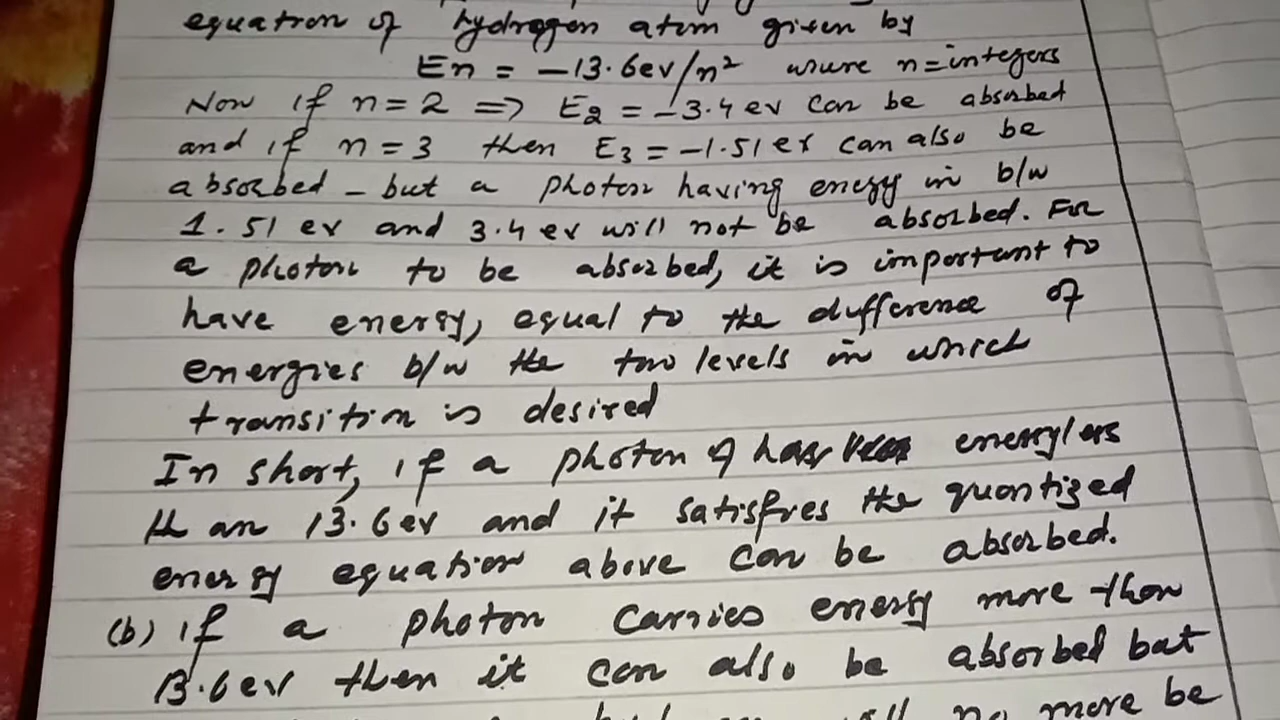 equation of hydrogen atom given by
En = -13.6ev/n² where n=integers
Now if n=2 => E2 = -3.4 ev can be absorbed
and if n=3 then E3 = -1.51 ev can also be
absorbed - but a photon having energy in b/w
1.51 ev and 3.4 ev will not be absorbed. For
a photon to be absorbed, it is important to
have energy, equal to the difference of
energies b/w the two levels in which
transition is desired
In short, if a photon has energy less
than 13.6ev and it satisfies the quantized
energy equation above can be absorbed.
(b) if a photon carries energy more than
13.6ev then it can also be absorbed but
no more be